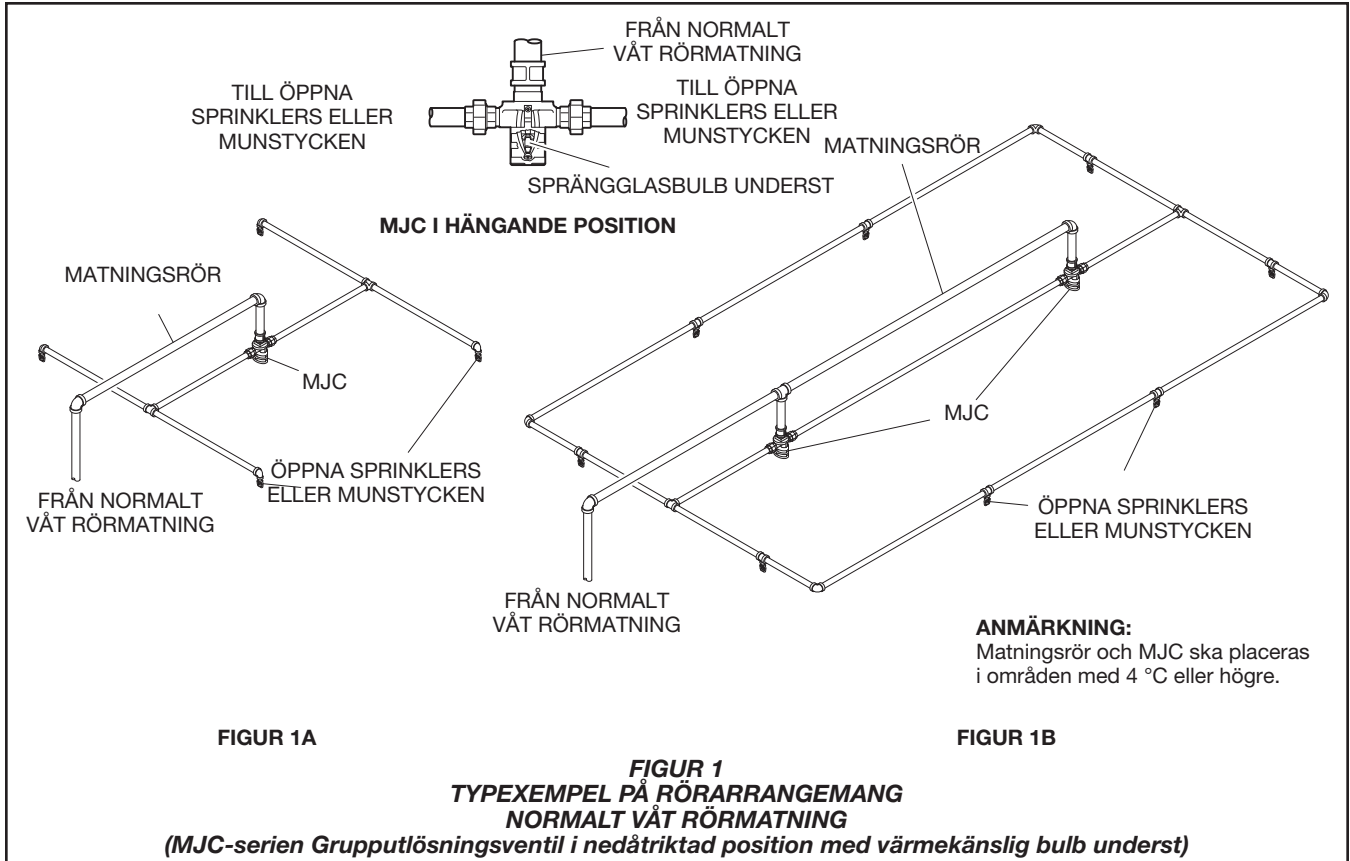 FRÅN NORMALT
VÅT RÖRMATNING
TILL ÖPPNA
SPRINKLERS ELLER
MUNSTYCKEN
TILL ÖPPNA
SPRINKLERS ELLER
MUNSTYCKEN
SPRÄNGGLASBULB UNDERST
MJC I HÄNGANDE POSITION
MATNINGSRÖR
MJC
ÖPPNA SPRINKLERS
ELLER MUNSTYCKEN
FRÅN NORMALT
VÅT RÖRMATNING
MATNINGSRÖR
MJC
ÖPPNA SPRINKLERS
ELLER MUNSTYCKEN
FRÅN NORMALT
VÅT RÖRMATNING
ANMÄRKNING:
Matningsrör och MJC ska placeras
i områden med 4 °C eller högre.
FIGUR 1A
FIGUR 1B
FIGUR 1
TYPEXEMPEL PÅ RÖRARRANGEMANG
NORMALT VÅT RÖRMATNING
(MJC-serien Grupputlösningsventil i nedåtriktad position med värmekänslig bulb underst)